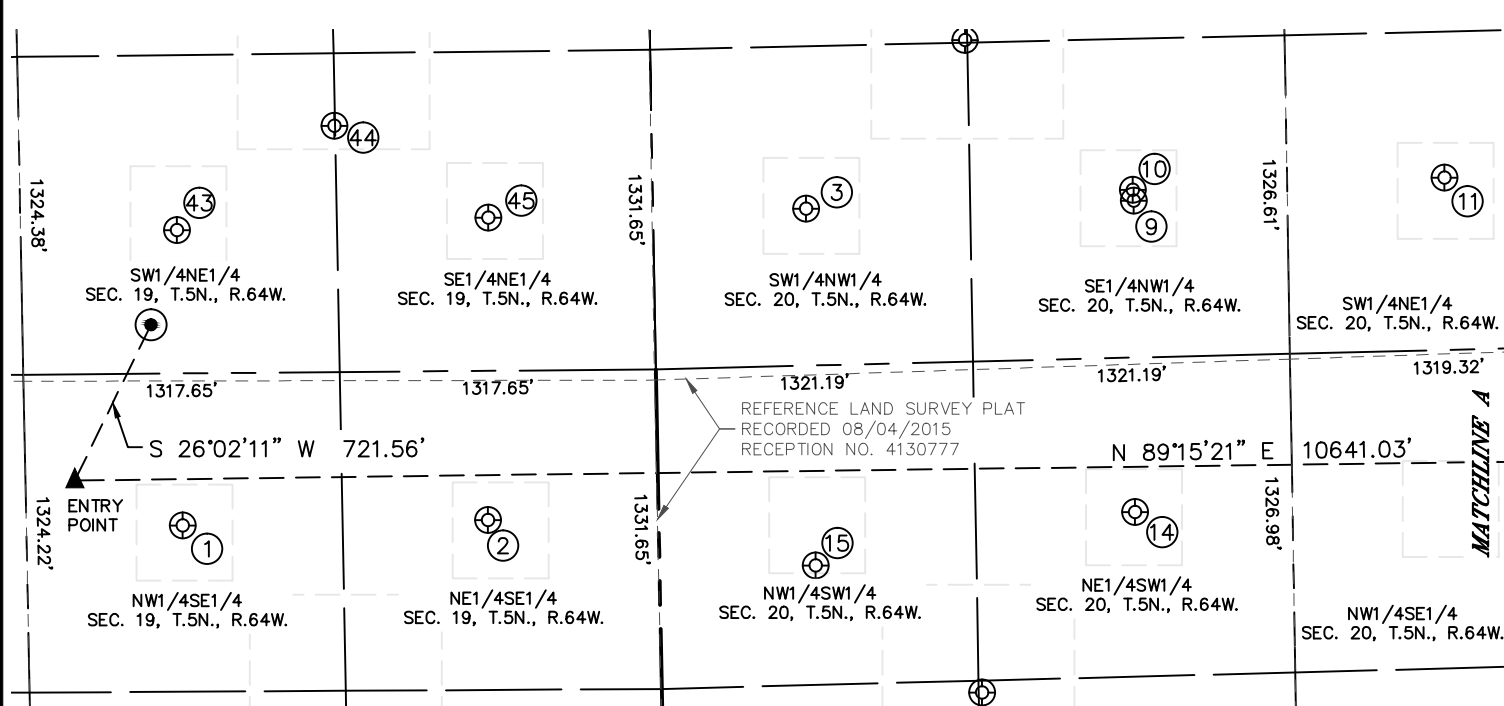 44
43
45
3
10
9
11
1324.38'
1331.65'
1326.61'
SW1/4NE1/4
SEC. 19, T.5N., R.64W.
SE1/4NE1/4
SEC. 19, T.5N., R.64W.
SW1/4NW1/4
SEC. 20, T.5N., R.64W.
SE1/4NW1/4
SEC. 20, T.5N., R.64W.
SW1/4NE1/4
SEC. 20, T.5N., R.64W.
1317.65'
1317.65'
1321.19'
1321.19'
1319.32'
REFERENCE LAND SURVEY PLAT
RECORDED 08/04/2015
RECEPTION NO. 4130777
S 26°02'11" W 721.56'
N 89°15'21" E 10641.03'
MATCHLINE A
ENTRY
POINT
1324.22'
1331.65'
1326.98'
1
2
15
14
NW1/4SE1/4
SEC. 19, T.5N., R.64W.
NE1/4SE1/4
SEC. 19, T.5N., R.64W.
NW1/4SW1/4
SEC. 20, T.5N., R.64W.
NE1/4SW1/4
SEC. 20, T.5N., R.64W.
NW1/4SE1/4
SEC. 20, T.5N., R.64W.